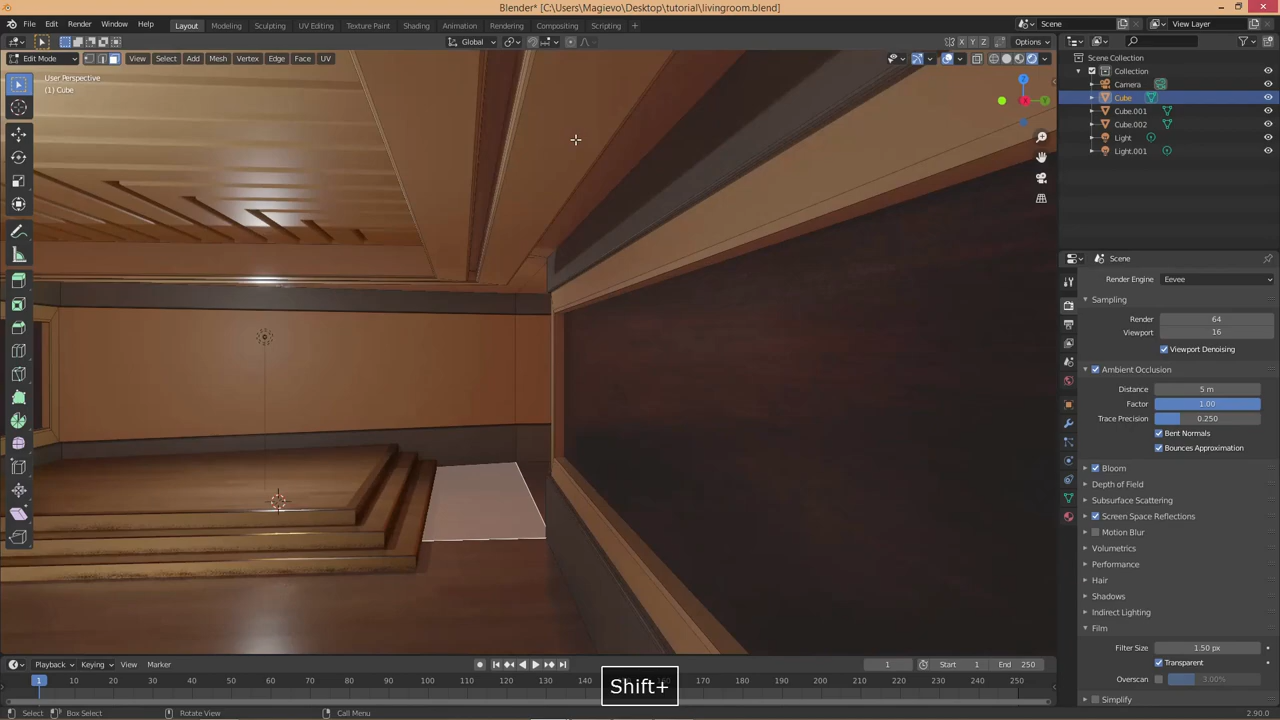 Blender* [C:\Users\Magievo\Desktop\tutorial\livingroom.blend]
File Edit Render Window Help Layout Modeling Sculpting UV Editing Texture Paint Shading Animation Rendering Compositing Scripting + Scene View Layer
Global X Y Z Options
Edit Mode View Select Add Mesh Vertex Edge Face UV
User Perspective
(1) Cube
Z
Scene Collection
Collection
Camera
Cube
Cube.001
Cube.002
Light
Light.001
Scene
Render Engine Eevee
Sampling
Render 64
Viewport 16
Viewport Denoising
Ambient Occlusion
Distance 5 m
Factor 1.00
Trace Precision 0.250
Bent Normals
Bounces Approximation
Bloom
Depth of Field
Subsurface Scattering
Screen Space Reflections
Motion Blur
Volumetrics
Performance
Hair
Shadows
Indirect Lighting
Film
Filter Size 1.50 px
Transparent
Overscan 3.00%
Simplify
Playback Keying View Marker 1 Start 1 End 250
1 10 20 30 40 50 60 70 80 90 100 110 120 130 140 150 160 170 180 190 200 210 220 230 240 250
Shift+
Select Box Select Rotate View Call Menu 2.90.0